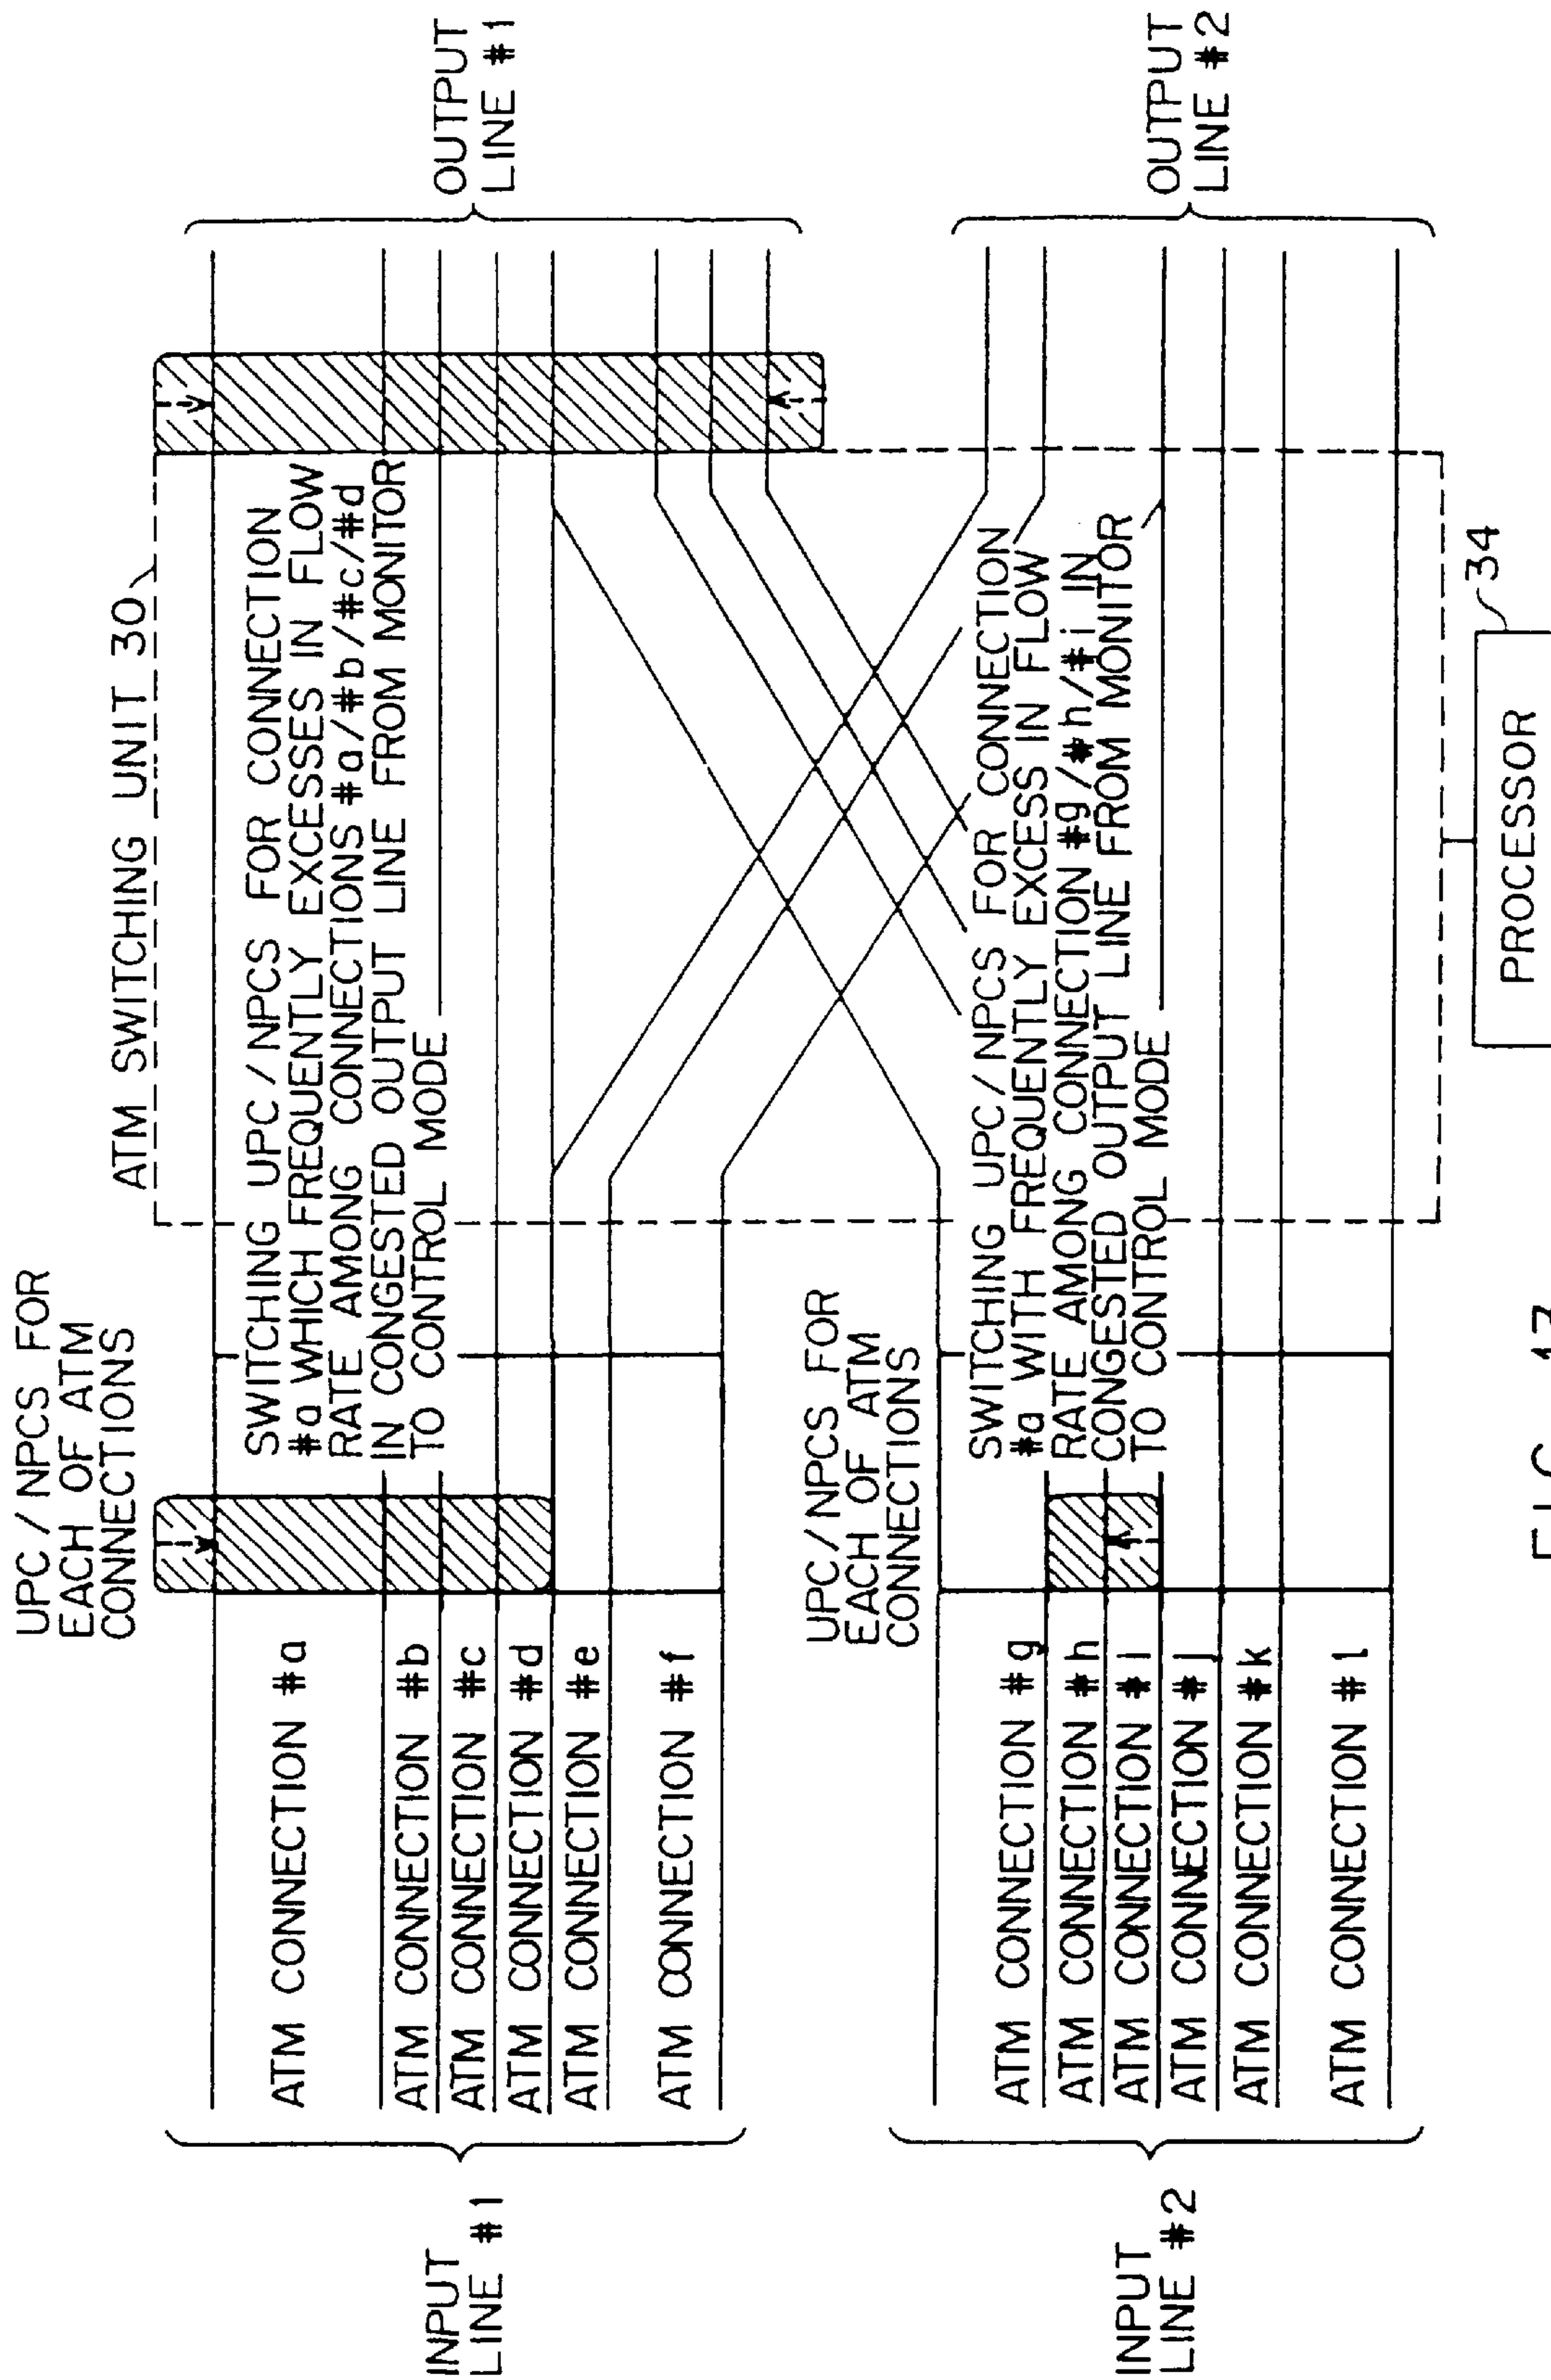 UPC / NPCS FOR
EACH OF ATM
CONNECTIONS
ATM SWITCHING UNIT 30
INPUT
LINE #1
ATM CONNECTION #a
ATM CONNECTION #b
ATM CONNECTION #c
ATM CONNECTION #d
ATM CONNECTION #e
ATM CONNECTION #f
SWITCHING UPC / NPCS FOR CONNECTION
#a WHICH FREQUENTLY EXCESSES IN FLOW
RATE AMONG CONNECTIONS #a/#b/#c/#d
IN CONGESTED OUTPUT LINE FROM MONITOR
TO CONTROL MODE
OUTPUT
LINE #1
UPC/NPCS FOR
EACH OF ATM
CONNECTIONS
INPUT
LINE #2
ATM CONNECTION #g
ATM CONNECTION #h
ATM CONNECTION #i
ATM CONNECTION #j
ATM CONNECTION #k
ATM CONNECTION #l
SWITCHING UPC/NPCS FOR CONNECTION
#a WITH FREQUENTLY EXCESS IN FLOW
RATE AMONG CONNECTION #g/#h/#i IN
CONGESTED OUTPUT LINE FROM MONITOR
TO CONTROL MODE
OUTPUT
LINE #2
34
PROCESSOR